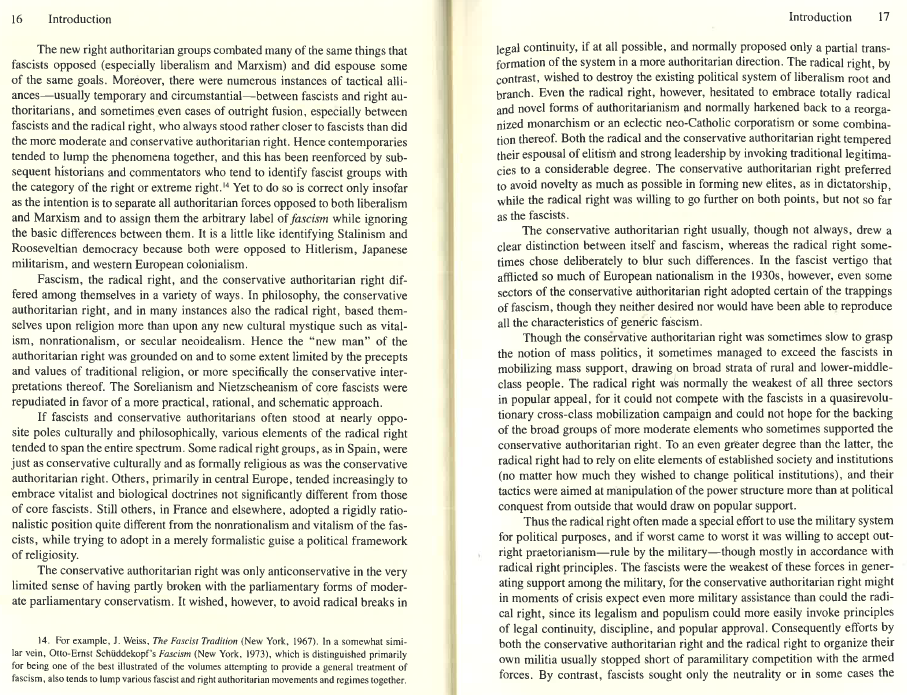 16 Introduction
The new right authoritarian groups combated many of the same things that
fascists opposed (especially liberalism and Marxism) and did espouse some
of the same goals. Moreover, there were numerous instances of tactical alli-
ances—usually temporary and circumstantial—between fascists and right au-
thoritarians, and sometimes even cases of outright fusion, especially between
fascists and the radical right, who always stood rather closer to fascists than did
the more moderate and conservative authoritarian right. Hence contemporaries
tended to lump the phenomena together, and this has been reenforced by sub-
sequent historians and commentators who tend to identify fascist groups with
the category of the right or extreme right.¹⁴ Yet to do so is correct only insofar
as the intention is to separate all authoritarian forces opposed to both liberalism
and Marxism and to assign them the arbitrary label of fascism while ignoring
the basic differences between them. It is a little like identifying Stalinism and
Rooseveltian democracy because both were opposed to Hitlerism, Japanese
militarism, and western European colonialism.
Fascism, the radical right, and the conservative authoritarian right dif-
fered among themselves in a variety of ways. In philosophy, the conservative
authoritarian right, and in many instances also the radical right, based them-
selves upon religion more than upon any new cultural mystique such as vital-
ism, nonrationalism, or secular neoidealism. Hence the “new man” of the
authoritarian right was grounded on and to some extent limited by the precepts
and values of traditional religion, or more specifically the conservative inter-
pretations thereof. The Sorelianism and Nietzscheanism of core fascists were
repudiated in favor of a more practical, rational, and schematic approach.
If fascists and conservative authoritarians often stood at nearly oppo-
site poles culturally and philosophically, various elements of the radical right
tended to span the entire spectrum. Some radical right groups, as in Spain, were
just as conservative culturally and as formally religious as was the conservative
authoritarian right. Others, primarily in central Europe, tended increasingly to
embrace vitalist and biological doctrines not significantly different from those
of core fascists. Still others, in France and elsewhere, adopted a rigidly ratio-
nalistic position quite different from the nonrationalism and vitalism of the fas-
cists, while trying to adopt in a merely formalistic guise a political framework
of religiosity.
The conservative authoritarian right was only anticonservative in the very
limited sense of having partly broken with the parliamentary forms of moder-
ate parliamentary conservatism. It wished, however, to avoid radical breaks in
14. For example, J. Weiss, The Fascist Tradition (New York, 1967). In a somewhat simi-
lar vein, Otto-Ernst Schüddekopf's Fascism (New York, 1973), which is distinguished primarily
for being one of the best illustrated of the volumes attempting to provide a general treatment of
fascism, also tends to lump various fascist and right authoritarian movements and regimes together.
Introduction 17
legal continuity, if at all possible, and normally proposed only a partial trans-
formation of the system in a more authoritarian direction. The radical right, by
contrast, wished to destroy the existing political system of liberalism root and
branch. Even the radical right, however, hesitated to embrace totally radical
and novel forms of authoritarianism and normally harkened back to a reorga-
nized monarchism or an eclectic neo-Catholic corporatism or some combina-
tion thereof. Both the radical and the conservative authoritarian right tempered
their espousal of elitism and strong leadership by invoking traditional legitima-
cies to a considerable degree. The conservative authoritarian right preferred
to avoid novelty as much as possible in forming new elites, as in dictatorship,
while the radical right was willing to go further on both points, but not so far
as the fascists.
The conservative authoritarian right usually, though not always, drew a
clear distinction between itself and fascism, whereas the radical right some-
times chose deliberately to blur such differences. In the fascist vertigo that
afflicted so much of European nationalism in the 1930s, however, even some
sectors of the conservative authoritarian right adopted certain of the trappings
of fascism, though they neither desired nor would have been able to reproduce
all the characteristics of generic fascism.
Though the conservative authoritarian right was sometimes slow to grasp
the notion of mass politics, it sometimes managed to exceed the fascists in
mobilizing mass support, drawing on broad strata of rural and lower-middle-
class people. The radical right was normally the weakest of all three sectors
in popular appeal, for it could not compete with the fascists in a quasirevolu-
tionary cross-class mobilization campaign and could not hope for the backing
of the broad groups of more moderate elements who sometimes supported the
conservative authoritarian right. To an even greater degree than the latter, the
radical right had to rely on elite elements of established society and institutions
(no matter how much they wished to change political institutions), and their
tactics were aimed at manipulation of the power structure more than at political
conquest from outside that would draw on popular support.
Thus the radical right often made a special effort to use the military system
for political purposes, and if worst came to worst it was willing to accept out-
right praetorianism—rule by the military—though mostly in accordance with
radical right principles. The fascists were the weakest of these forces in gener-
ating support among the military, for the conservative authoritarian right might
in moments of crisis expect even more military assistance than could the radi-
cal right, since its legalism and populism could more easily invoke principles
of legal continuity, discipline, and popular approval. Consequently efforts by
both the conservative authoritarian right and the radical right to organize their
own militia usually stopped short of paramilitary competition with the armed
forces. By contrast, fascists sought only the neutrality or in some cases the